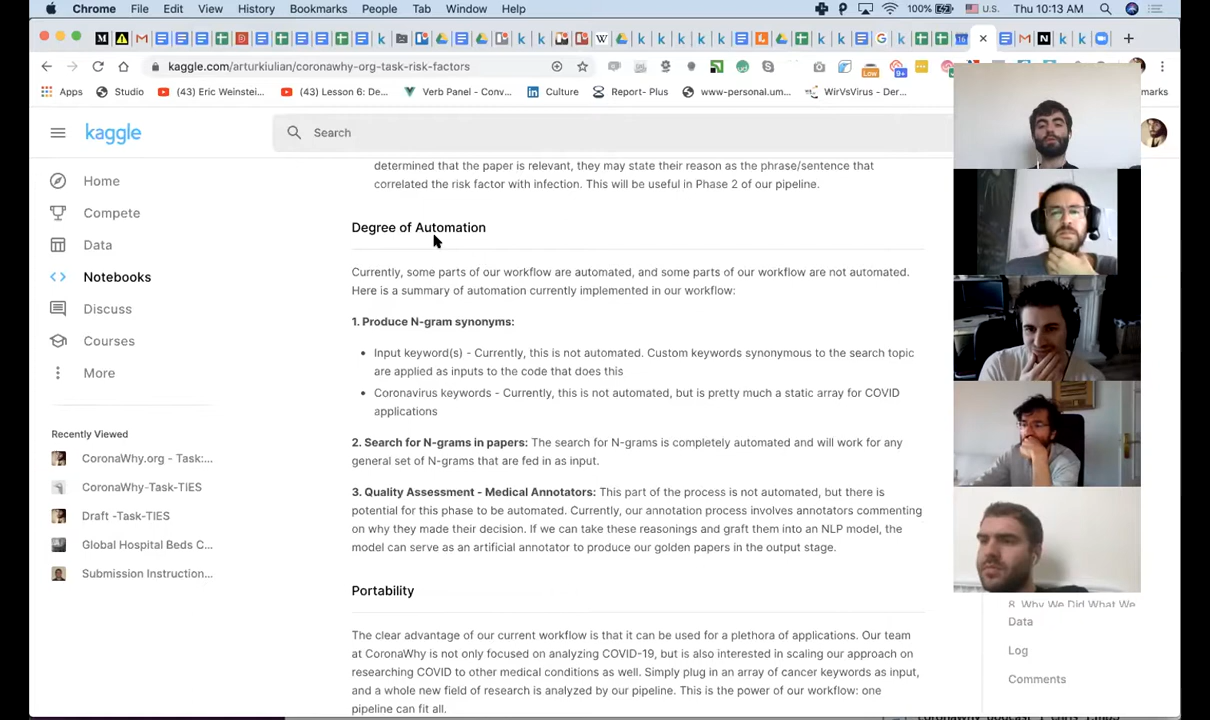 Chrome File Edit View History Bookmarks People Tab Window Help 100% U.S. Thu 10:13 AM
kaggle.com/arturkiulian/coronawhy-org-task-risk-factors
Apps Studio (43) Eric Weinstei... (43) Lesson 6: De... Verb Panel - Conv... Culture Report- Plus www-personal.um... WirVsVirus - Der... marks
kaggle Search
Home
Compete
Data
Notebooks
Discuss
Courses
More
Recently Viewed
CoronaWhy.org - Task:...
CoronaWhy-Task-TIES
Draft -Task-TIES
Global Hospital Beds C...
Submission Instruction...
determined that the paper is relevant, they may state their reason as the phrase/sentence that
correlated the risk factor with infection. This will be useful in Phase 2 of our pipeline.
Degree of Automation
Currently, some parts of our workflow are automated, and some parts of our workflow are not automated.
Here is a summary of automation currently implemented in our workflow:
1. Produce N-gram synonyms:
• Input keyword(s) - Currently, this is not automated. Custom keywords synonymous to the search topic
are applied as inputs to the code that does this
• Coronavirus keywords - Currently, this is not automated, but is pretty much a static array for COVID
applications
2. Search for N-grams in papers: The search for N-grams is completely automated and will work for any
general set of N-grams that are fed in as input.
3. Quality Assessment - Medical Annotators: This part of the process is not automated, but there is
potential for this phase to be automated. Currently, our annotation process involves annotators commenting
on why they made their decision. If we can take these reasonings and graft them into an NLP model, the
model can serve as an artificial annotator to produce our golden papers in the output stage.
Portability
The clear advantage of our current workflow is that it can be used for a plethora of applications. Our team
at CoronaWhy is not only focused on analyzing COVID-19, but is also interested in scaling our approach on
researching COVID to other medical conditions as well. Simply plug in an array of cancer keywords as input,
and a whole new field of research is analyzed by our pipeline. This is the power of our workflow: one
pipeline can fit all.
8. Why We Did What We
Data
Log
Comments